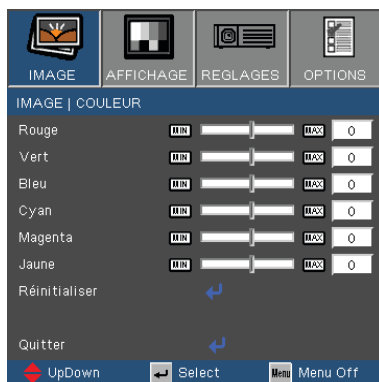 IMAGE AFFICHAGE REGLAGES OPTIONS
IMAGE | COULEUR
Rouge MIN MAX 0
Vert MIN MAX 0
Bleu MIN MAX 0
Cyan MIN MAX 0
Magenta MIN MAX 0
Jaune MIN MAX 0
Réinitialiser
Quitter
UpDown Select Menu Menu Off